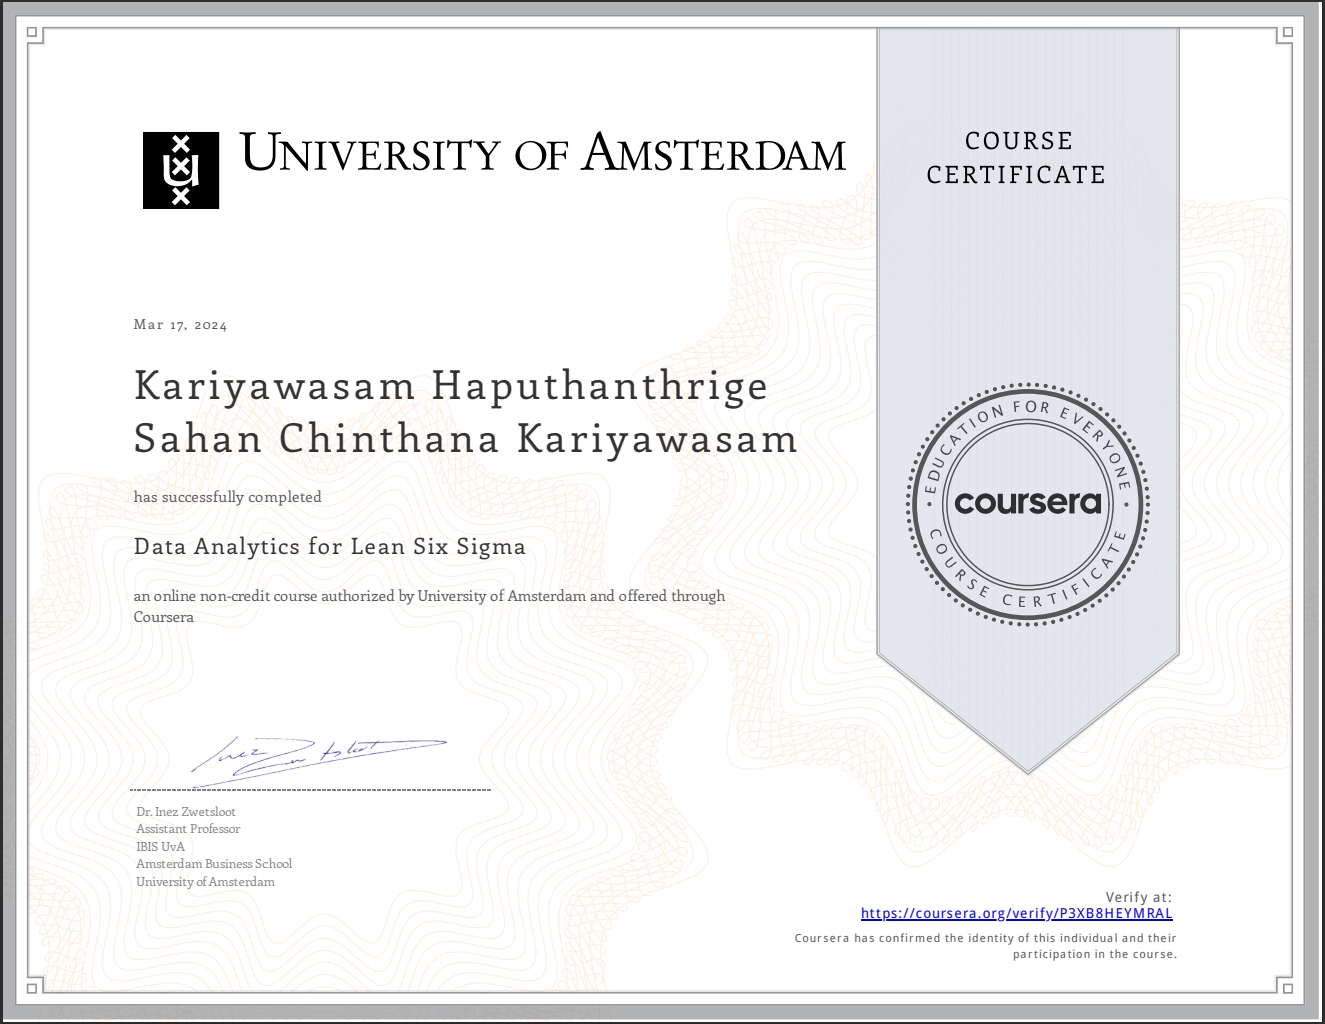 UNIVERSITY OF AMSTERDAM
COURSE
CERTIFICATE
Mar 17, 2024
Kariyawasam Haputhanthrige
Sahan Chinthana Kariyawasam
has successfully completed
Data Analytics for Lean Six Sigma
an online non-credit course authorized by University of Amsterdam and offered through
Coursera
EDUCATION FOR EVERYONE
coursera
COURSE CERTIFICATE
Inez Zwetsloot
Dr. Inez Zwetsloot
Assistant Professor
IBIS UvA
Amsterdam Business School
University of Amsterdam
Verify at:
https://coursera.org/verify/P3XB8HEYMRAL
Coursera has confirmed the identity of this individual and their
participation in the course.